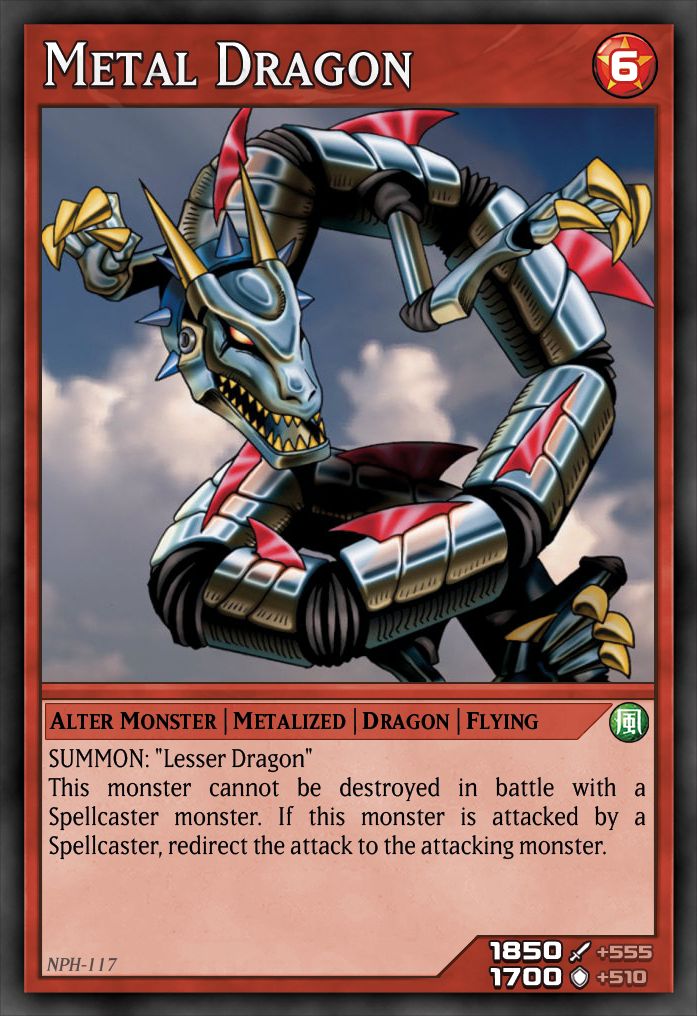 METAL DRAGON
6
ALTER MONSTER | METALIZED | DRAGON | FLYING
風
SUMMON: "Lesser Dragon"
This monster cannot be destroyed in battle with a
Spellcaster monster. If this monster is attacked by a
Spellcaster, redirect the attack to the attacking monster.
1850 +555
NPH-117
1700 +510